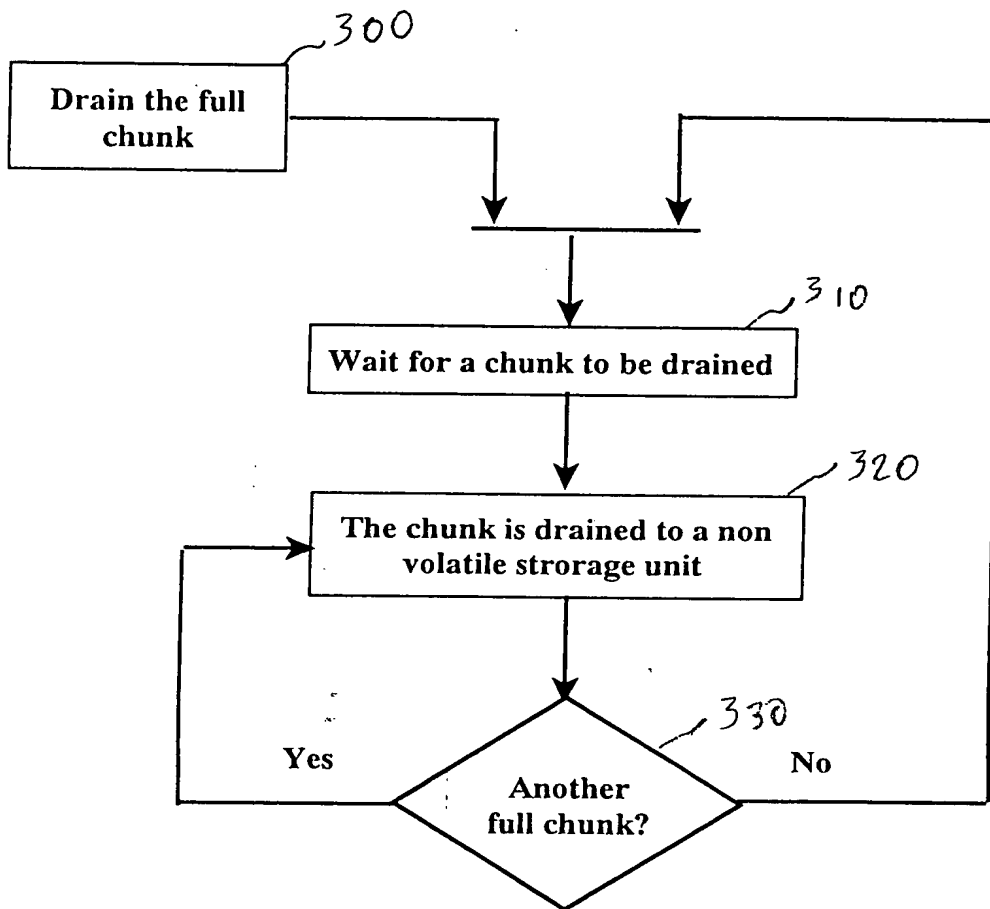 300
Drain the full
chunk
310
Wait for a chunk to be drained
320
The chunk is drained to a non
volatile strorage unit
330
Yes
No
Another
full chunk?